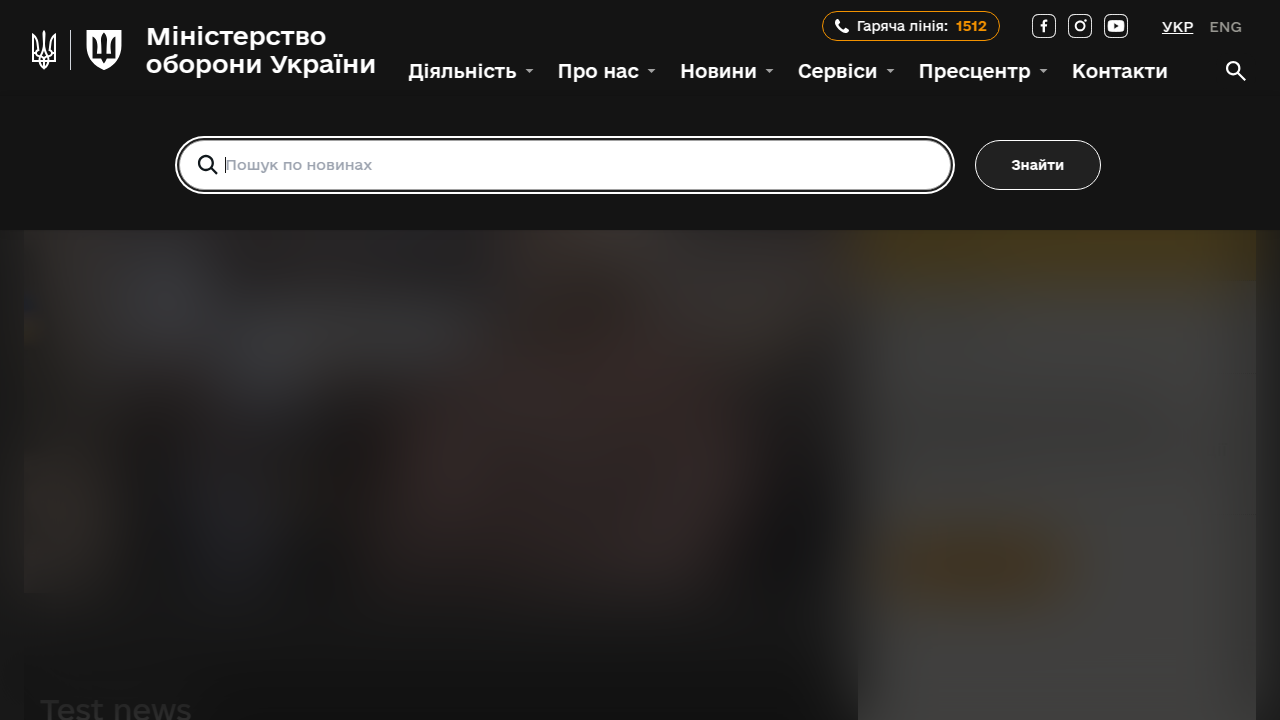 Міністерство
оборони України
Гаряча лінія: 1512
УКР ENG
Діяльність Про нас Новини Сервіси Пресцентр Контакти
Пошук по новинах
Знайти
Test news